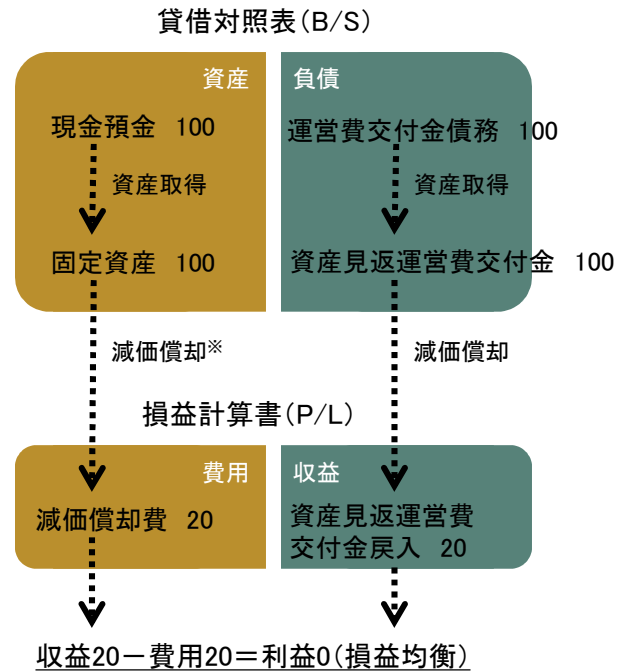 貸借対照表(B/S)
資産
負債
現金預金 100
運営費交付金債務 100
資産取得
資産取得
固定資産 100
資産見返運営費交付金 100
減価償却※
減価償却
損益計算書(P/L)
費用
収益
減価償却費 20
資産見返運営費
交付金戻入 20
収益20－費用20＝利益0(損益均衡)